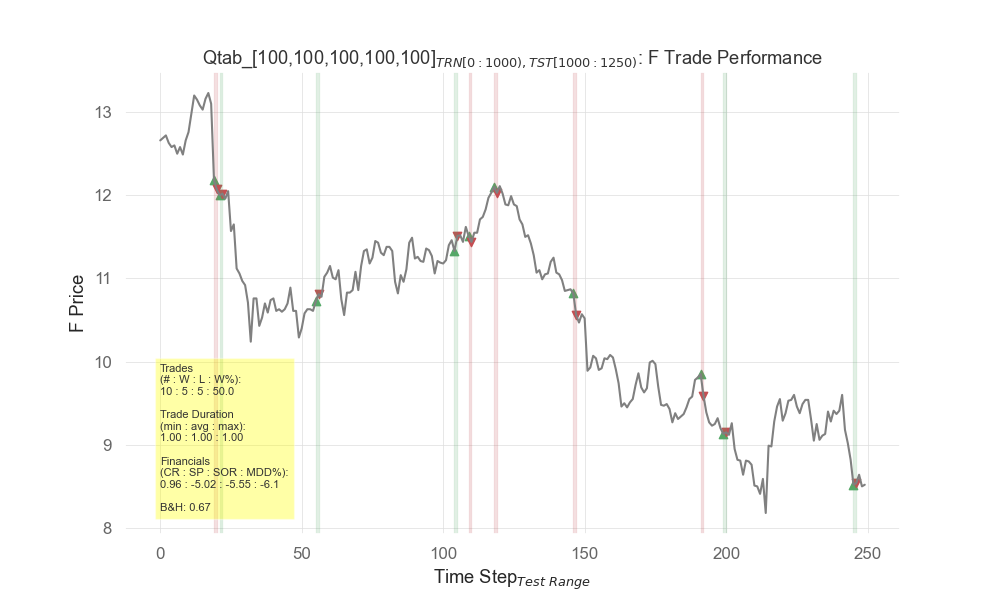 Qtab_[100,100,100,100,100]TRN[0 : 1000), TST[1000 : 1250): F Trade Performance
13
12
11
10
9
8
F Price
Trades
(# : W : L : W%):
10 : 5 : 5 : 50.0
Trade Duration
(min : avg : max):
1.00 : 1.00 : 1.00
Financials
(CR : SP : SOR : MDD%):
0.96 : -5.02 : -5.55 : -6.1
B&H: 0.67
0 50 100 150 200 250
Time StepTest Range